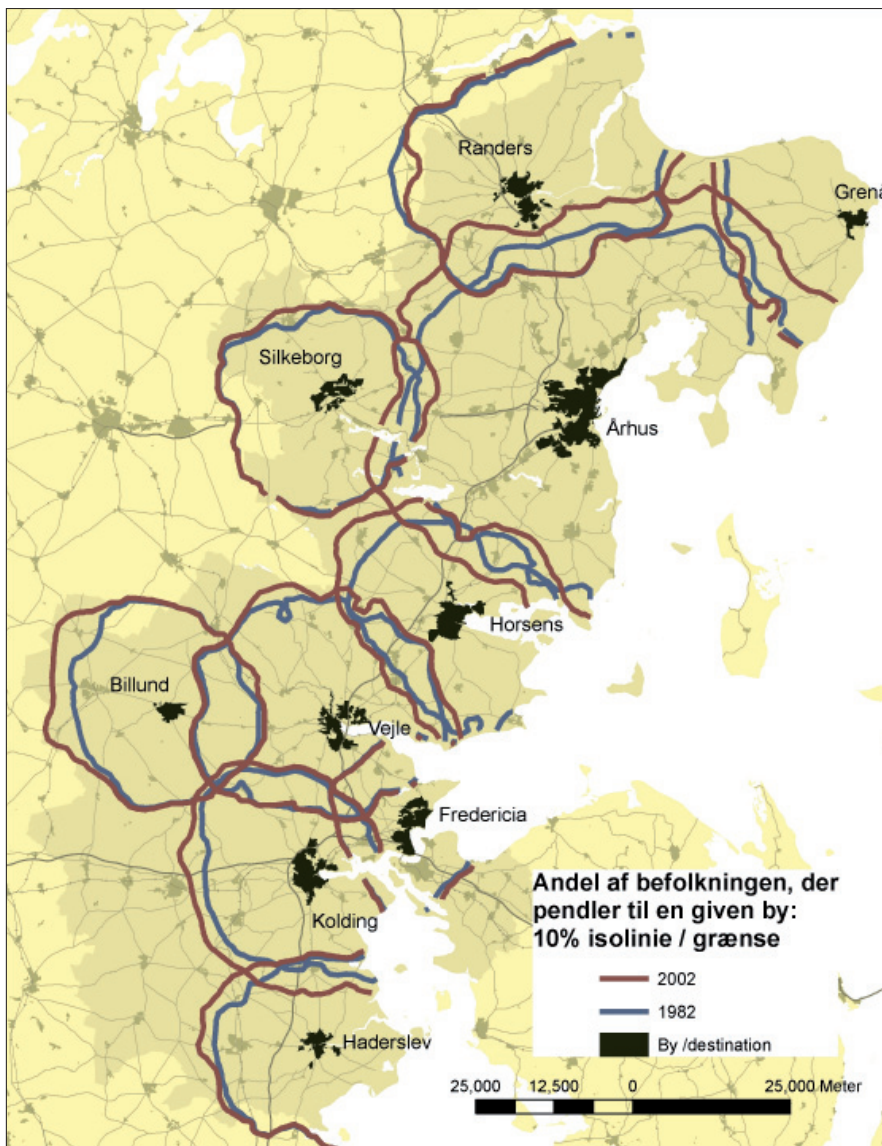 Randers
Grenå
Silkeborg
Århus
Horsens
Billund
Vejle
Fredericia
Kolding
Haderslev
Andel af befolkningen, der
pendler til en given by:
10% isolinie / grænse
2002
1982
By /destination
25,000 12,500 0 25,000 Meter